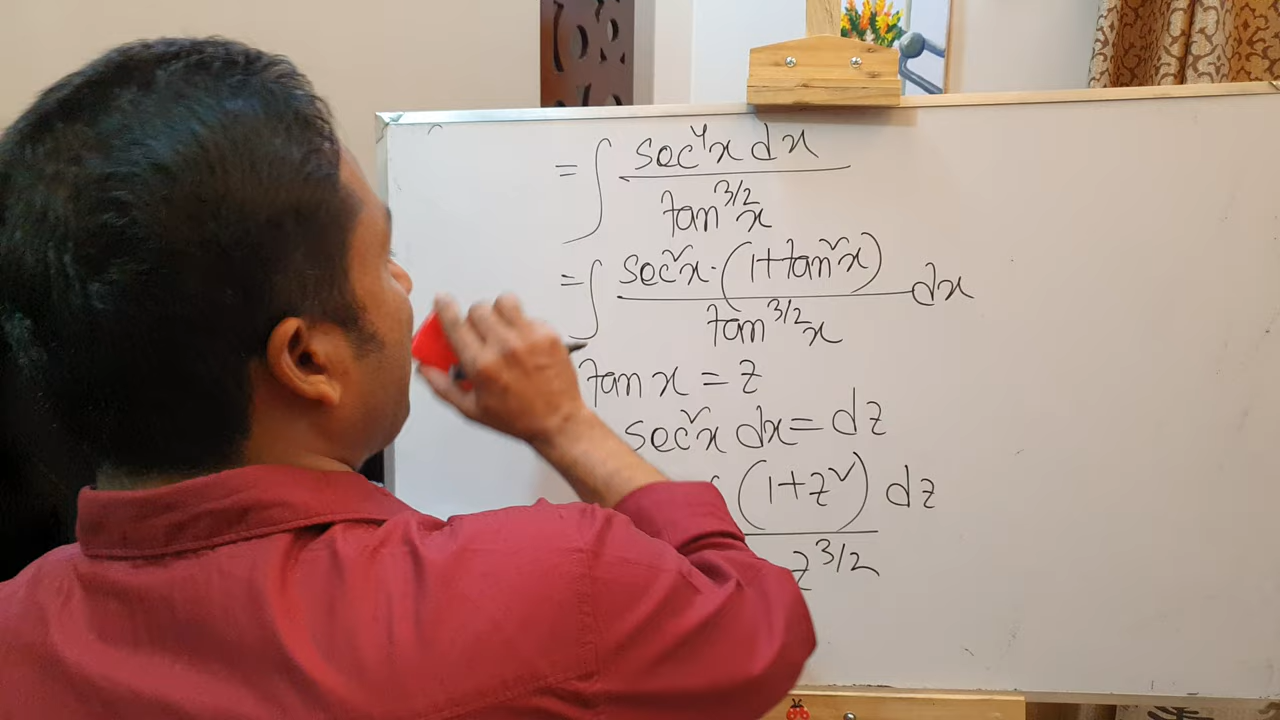 = ∫ sec⁴x dx / tan^3/2 x
= ∫ sec²x · (1+tan²x) / tan^3/2 x dx
tan x = z
sec²x dx = dz
(1+z²) / z^3/2 dz